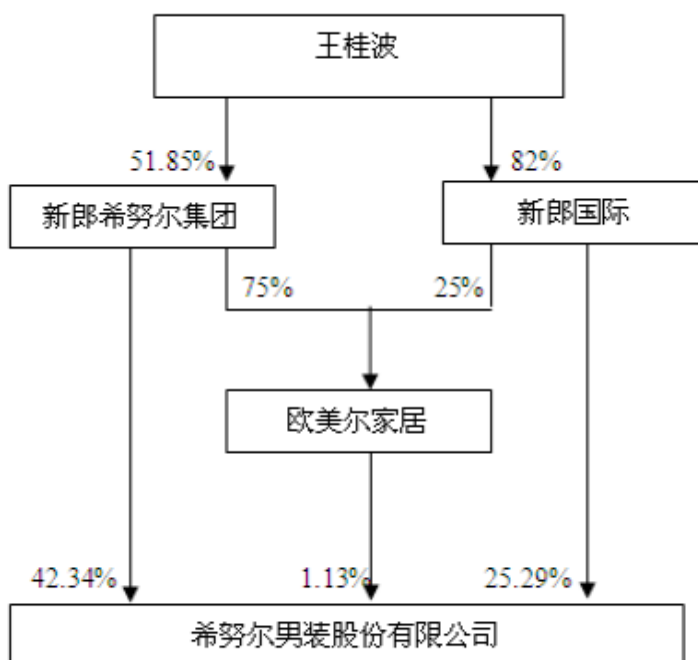 王桂波
51.85%
82%
新郎希努尔集团
新郎国际
75%
25%
欧美尔家居
42.34%
1.13%
25.29%
希努尔男装股份有限公司